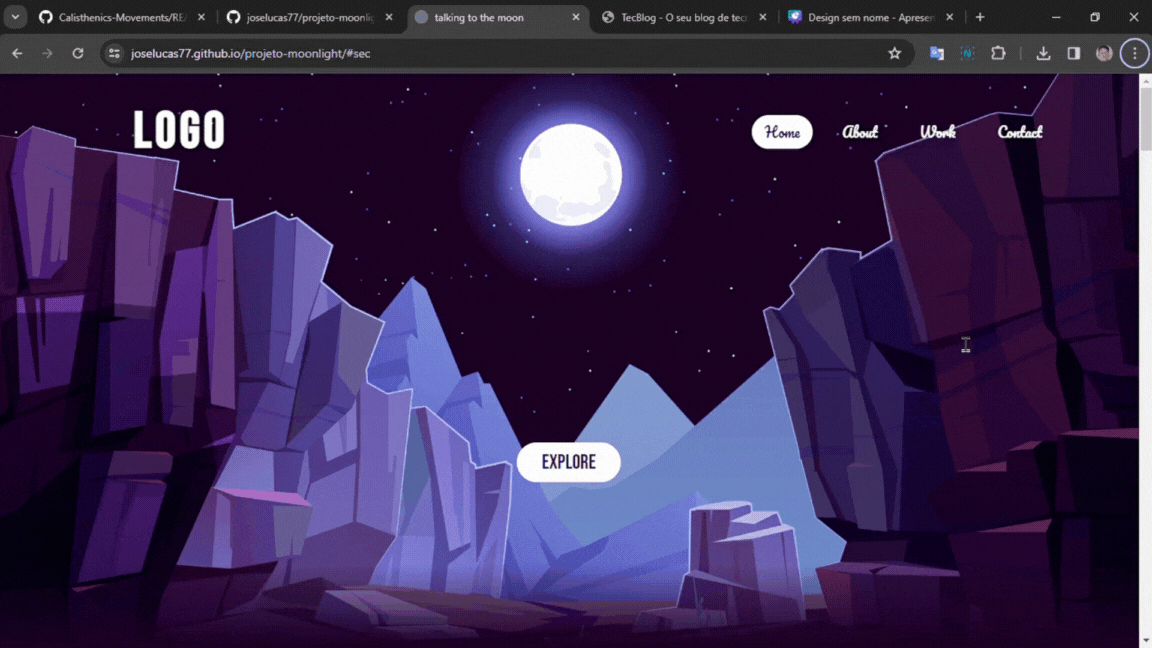 Calisthenics-Movements/RE
joselucas77/projeto-moonlig
talking to the moon
TecBlog - O seu blog de tec
Design sem nome - Apresen
joselucas77.github.io/projeto-moonlight/#sec
LOGO
Home
About
Work
Contact
EXPLORE